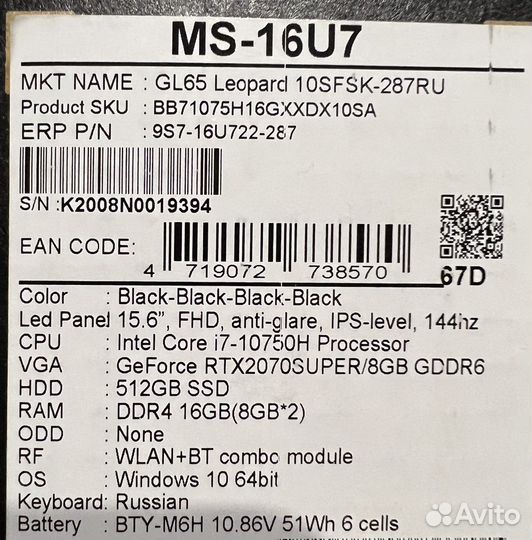 MS-16U7
MKT NAME : GL65 Leopard 10SFSK-287RU
Product SKU : BB71075H16GXXDX10SA
ERP P/N : 9S7-16U722-287
S/N :K2008N0019394
EAN CODE:
4 719072 738570
67D
Color : Black-Black-Black-Black
Led Panel 15.6", FHD, anti-glare, IPS-level, 144hz
CPU : Intel Core i7-10750H Processor
VGA : GeForce RTX2070SUPER/8GB GDDR6
HDD : 512GB SSD
RAM : DDR4 16GB(8GB*2)
ODD : None
RF : WLAN+BT combo module
OS : Windows 10 64bit
Keyboard: Russian
Battery : BTY-M6H 10.86V 51Wh 6 cells
Avito